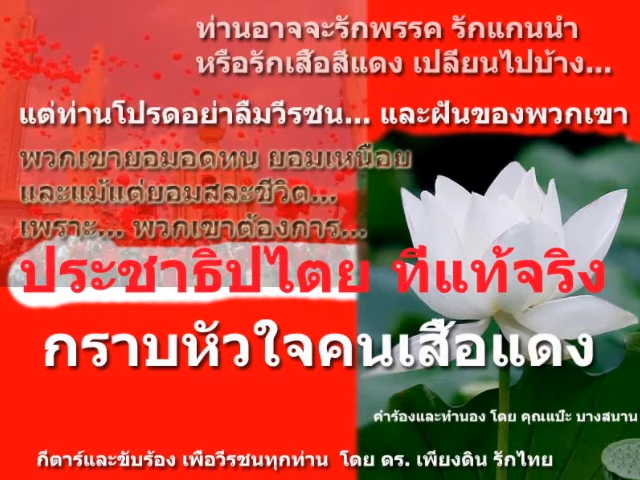 ท่านอาจจะรักพรรค รักแกนนำ
หรือรักเสื้อสีแดง เปลี่ยนไปบ้าง...
แต่ท่านโปรดอย่าลืมวีรชน... และฝันของพวกเขา
พวกเขายอมอดทน ยอมเหนื่อย
และแม้แต่ยอมสละชีวิต...
เพราะ... พวกเขาต้องการ...
ประชาธิปไตย ที่แท้จริง
กราบหัวใจคนเสื้อแดง
คำร้องและทำนอง โดย คุณแป๊ะ บางสนาน
กีตาร์และขับร้อง เพื่อวีรชนทุกท่าน โดย ดร. เพียงดิน รักไทย